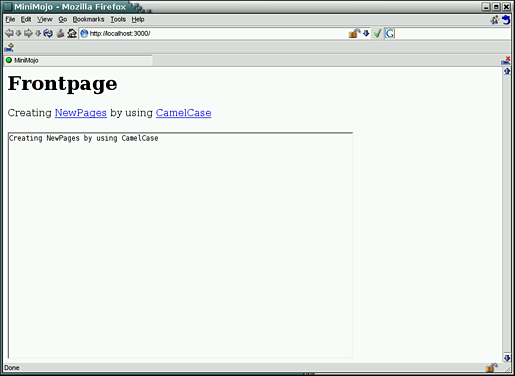 MiniMojo - Mozilla Firefox
File Edit View Go Bookmarks Tools Help
http://localhost:3000/
G
MiniMojo
Frontpage
Creating NewPages by using CamelCase
Creating NewPages by using CamelCase
Done